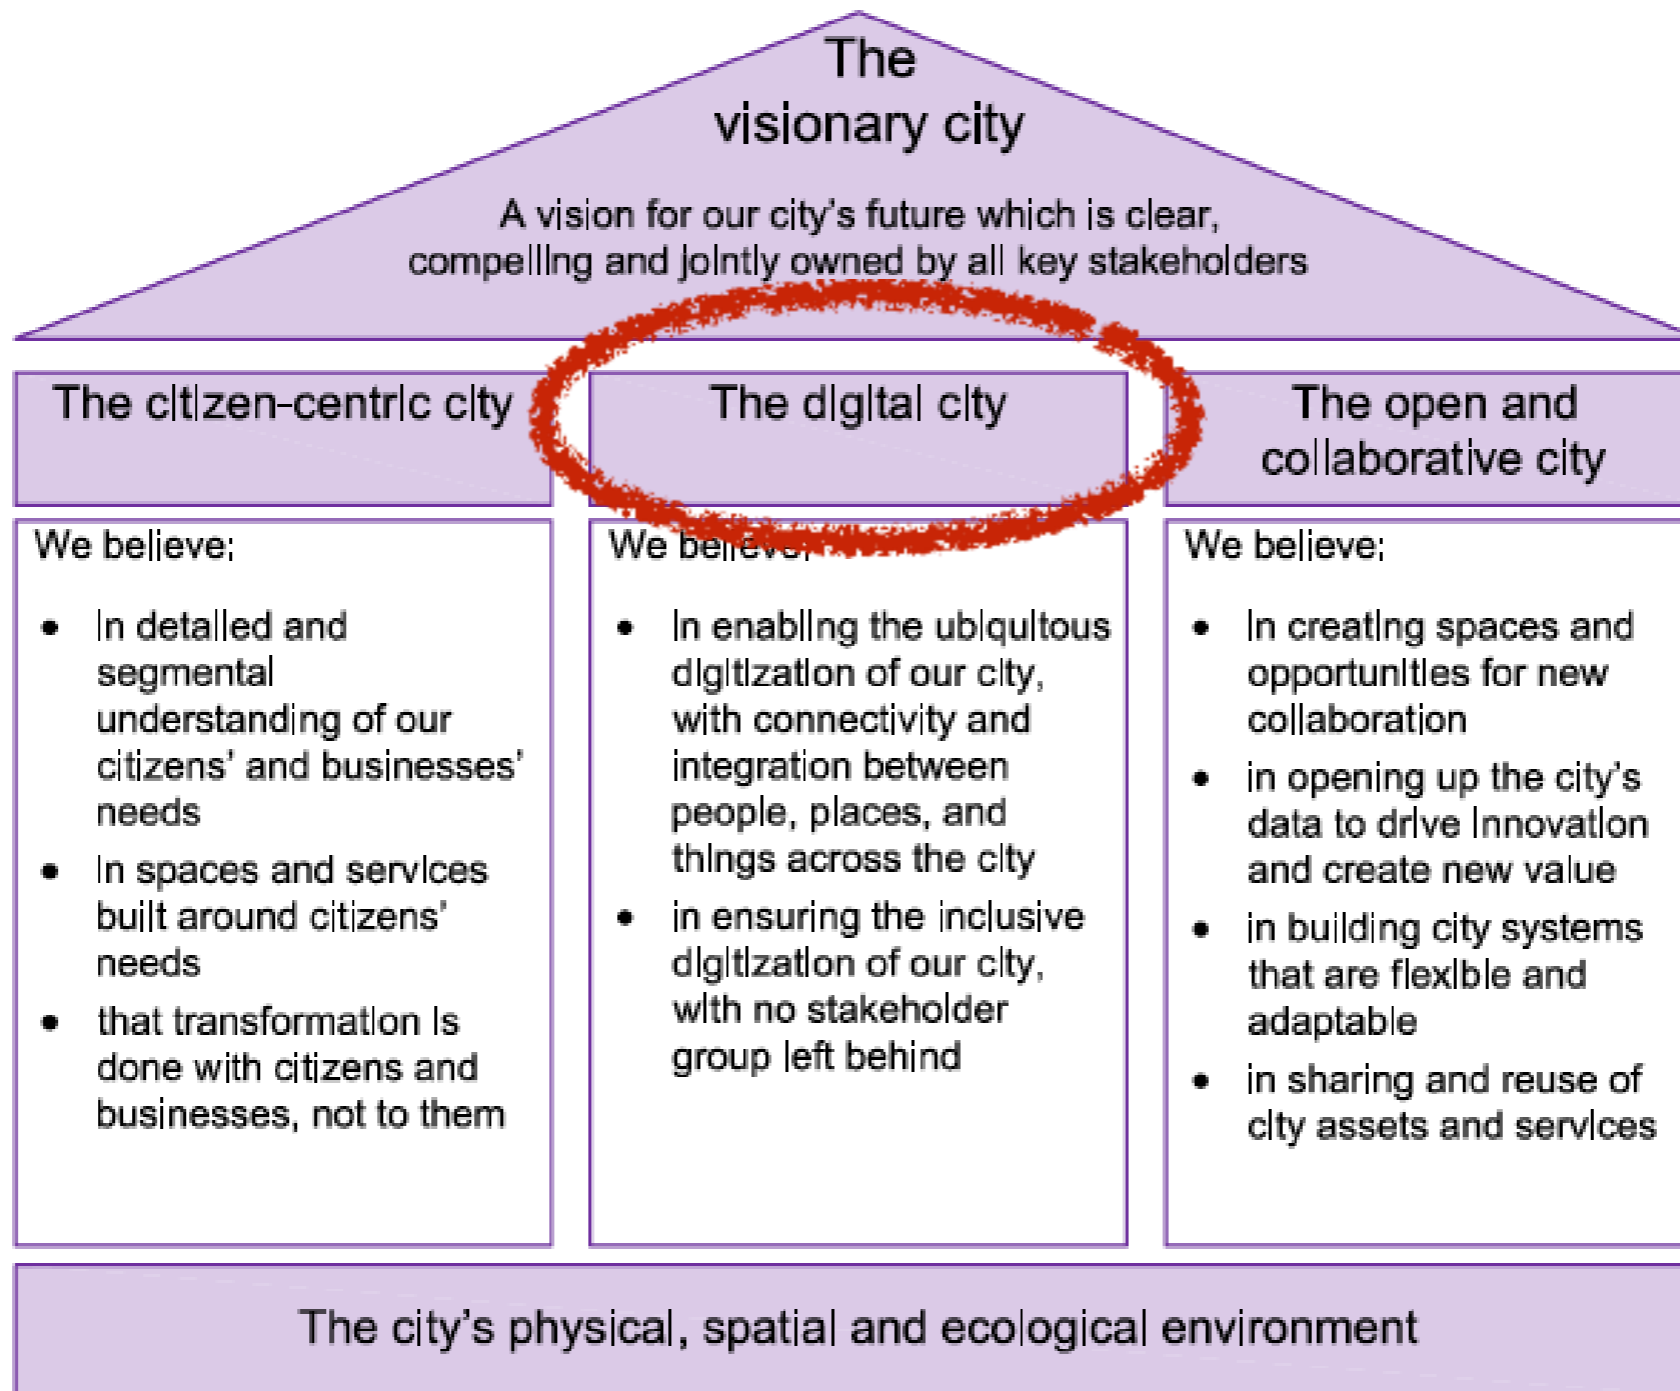 The
visionary city
A vision for our city's future which is clear,
compelling and jointly owned by all key stakeholders
The citizen-centric city
The digital city
The open and
collaborative city
We believe:
• in detailed and
segmental
understanding of our
citizens' and businesses'
needs
• in spaces and services
built around citizens'
needs
• that transformation is
done with citizens and
businesses, not to them
We believe:
• in enabling the ubiquitous
digitization of our city,
with connectivity and
integration between
people, places, and
things across the city
• in ensuring the inclusive
digitization of our city,
with no stakeholder
group left behind
We believe:
• in creating spaces and
opportunities for new
collaboration
• in opening up the city's
data to drive innovation
and create new value
• in building city systems
that are flexible and
adaptable
• in sharing and reuse of
city assets and services
The city's physical, spatial and ecological environment